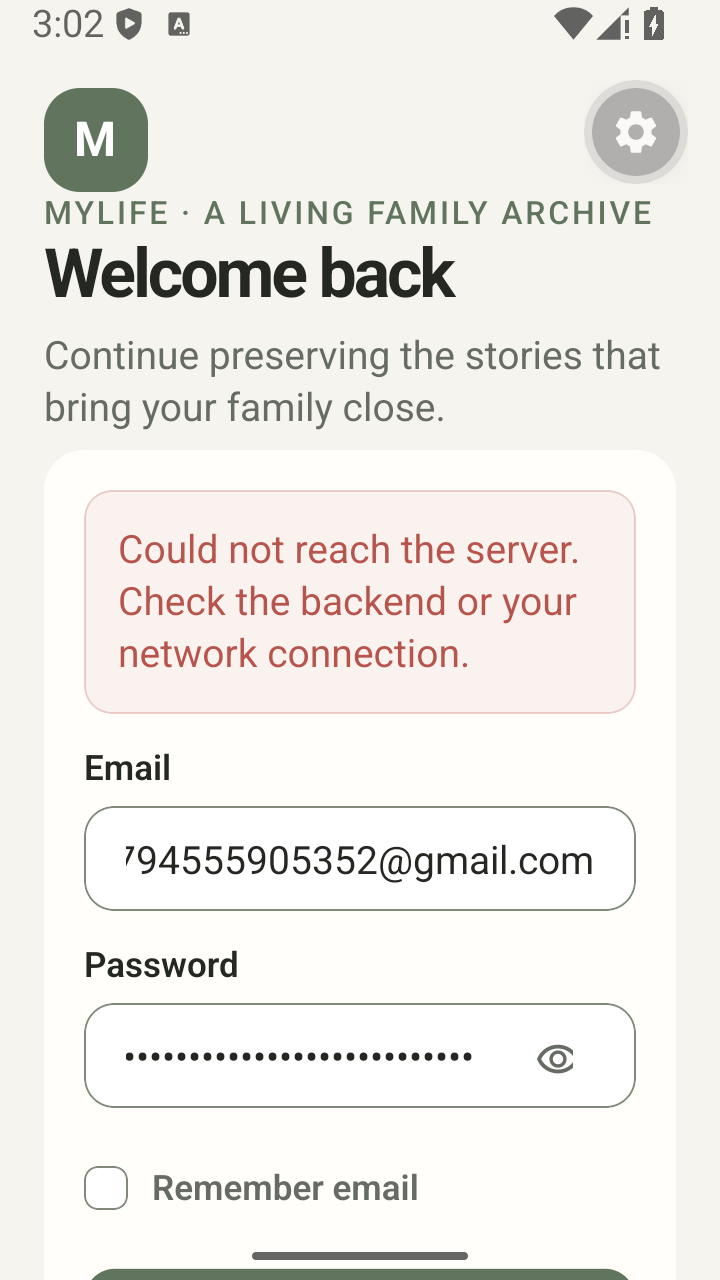 3:02
M
MYLIFE · A LIVING FAMILY ARCHIVE
Welcome back
Continue preserving the stories that
bring your family close.
Could not reach the server.
Check the backend or your
network connection.
Email
794555905352@gmail.com
Password
Remember email